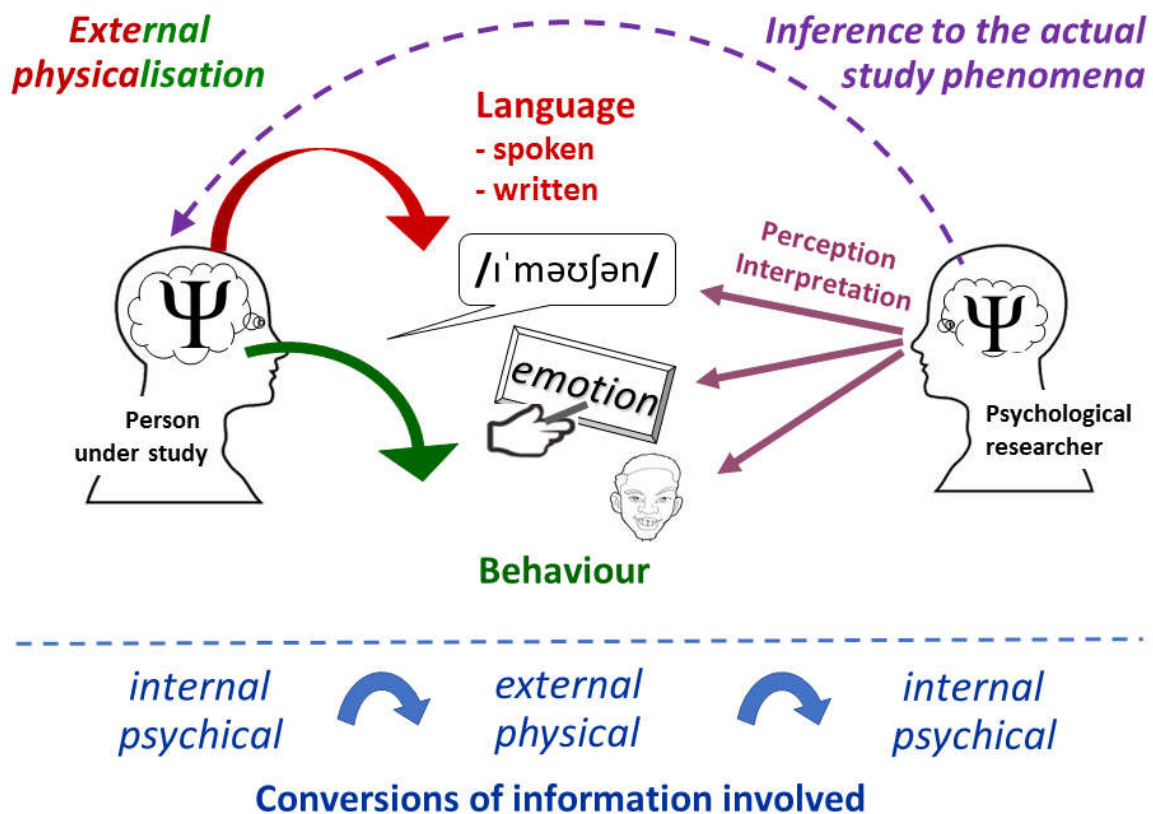 External
physicalisation
Inference to the actual
study phenomena
Language
- spoken
- written
/ɪˈməʊʃən/
Perception
Interpretation
Ψ
Ψ
emotion
Person
under study
Psychological
researcher
Behaviour
internal
psychical
external
physical
internal
psychical
Conversions of information involved